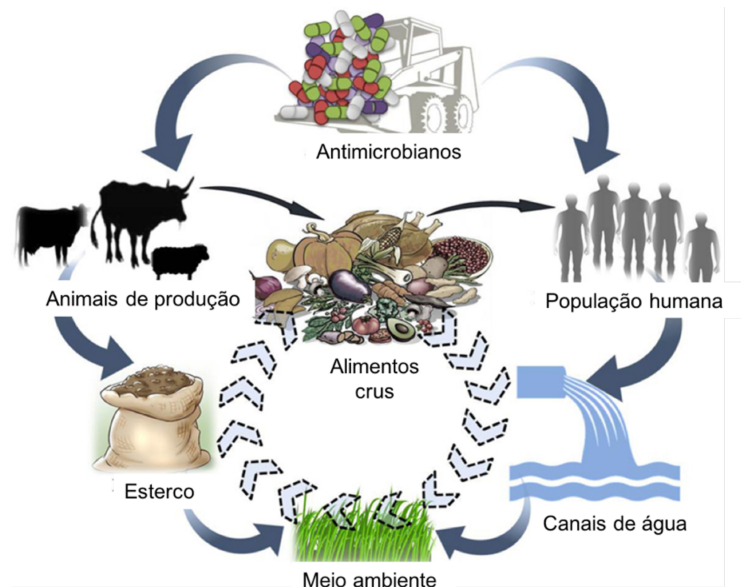 Antimicrobianos
Animais de produção
População humana
Alimentos
crus
Esterco
Canais de água
Meio ambiente